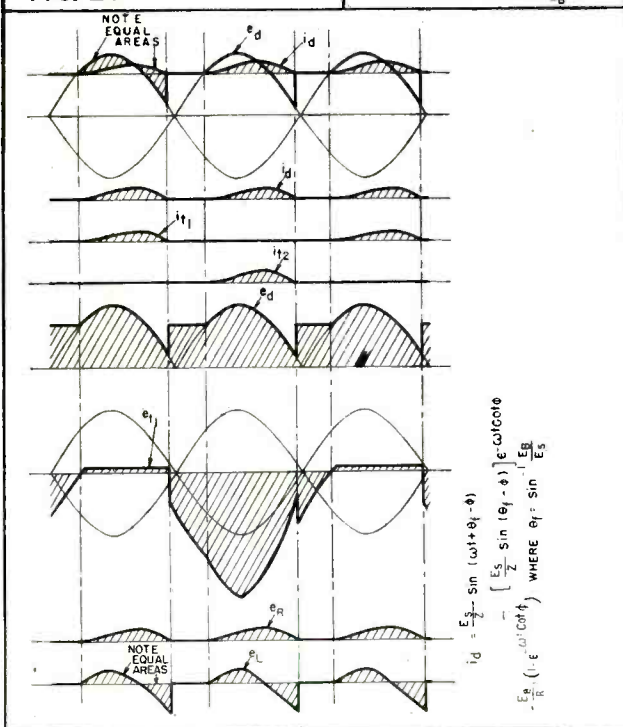 NOTE
EQUAL
AREAS
e_d
i_d
i_d
i_t1
i_t2
e_d
e_t1
e_R
NOTE
EQUAL
AREAS
e_L
i_d = E_S/Z sin (ωt + θ_f - ϕ) - [E_S/Z sin (θ_f - ϕ)] ε^-ωt Cot ϕ
- E_B/R (1 - ε^-ωt Cot ϕ) WHERE θ_f = sin^-1 E_B/E_S